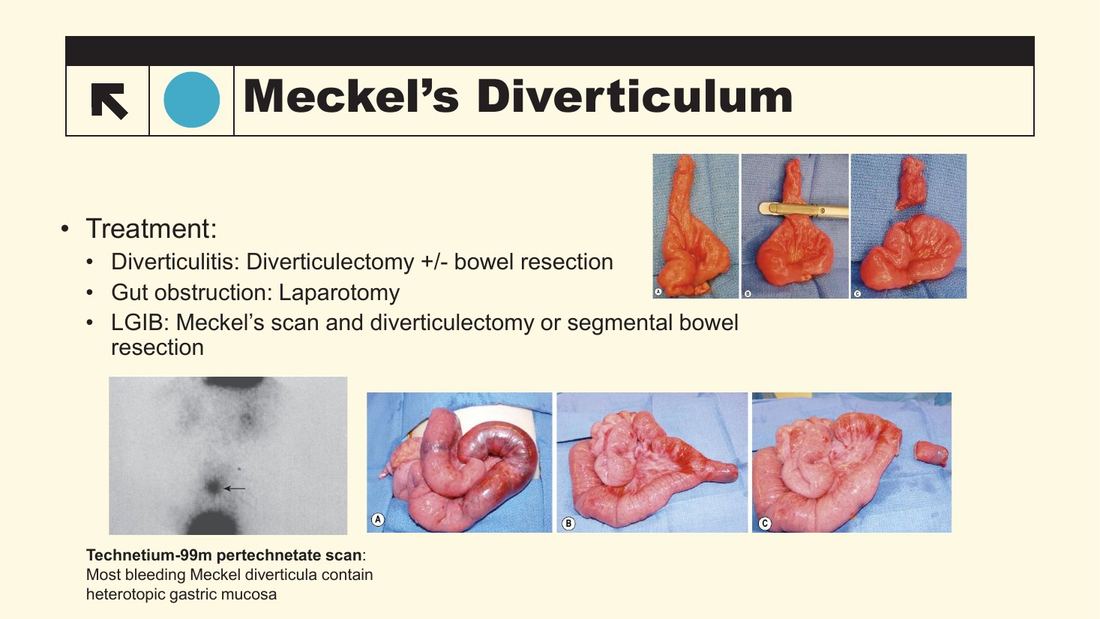 Meckel’s Diverticulum
• Treatment:
• Diverticulitis: Diverticulectomy +/- bowel resection
• Gut obstruction: Laparotomy
• LGIB: Meckel’s scan and diverticulectomy or segmental bowel
resection
A
B
C
A
B
C
Technetium-99m pertechnetate scan:
Most bleeding Meckel diverticula contain
heterotopic gastric mucosa